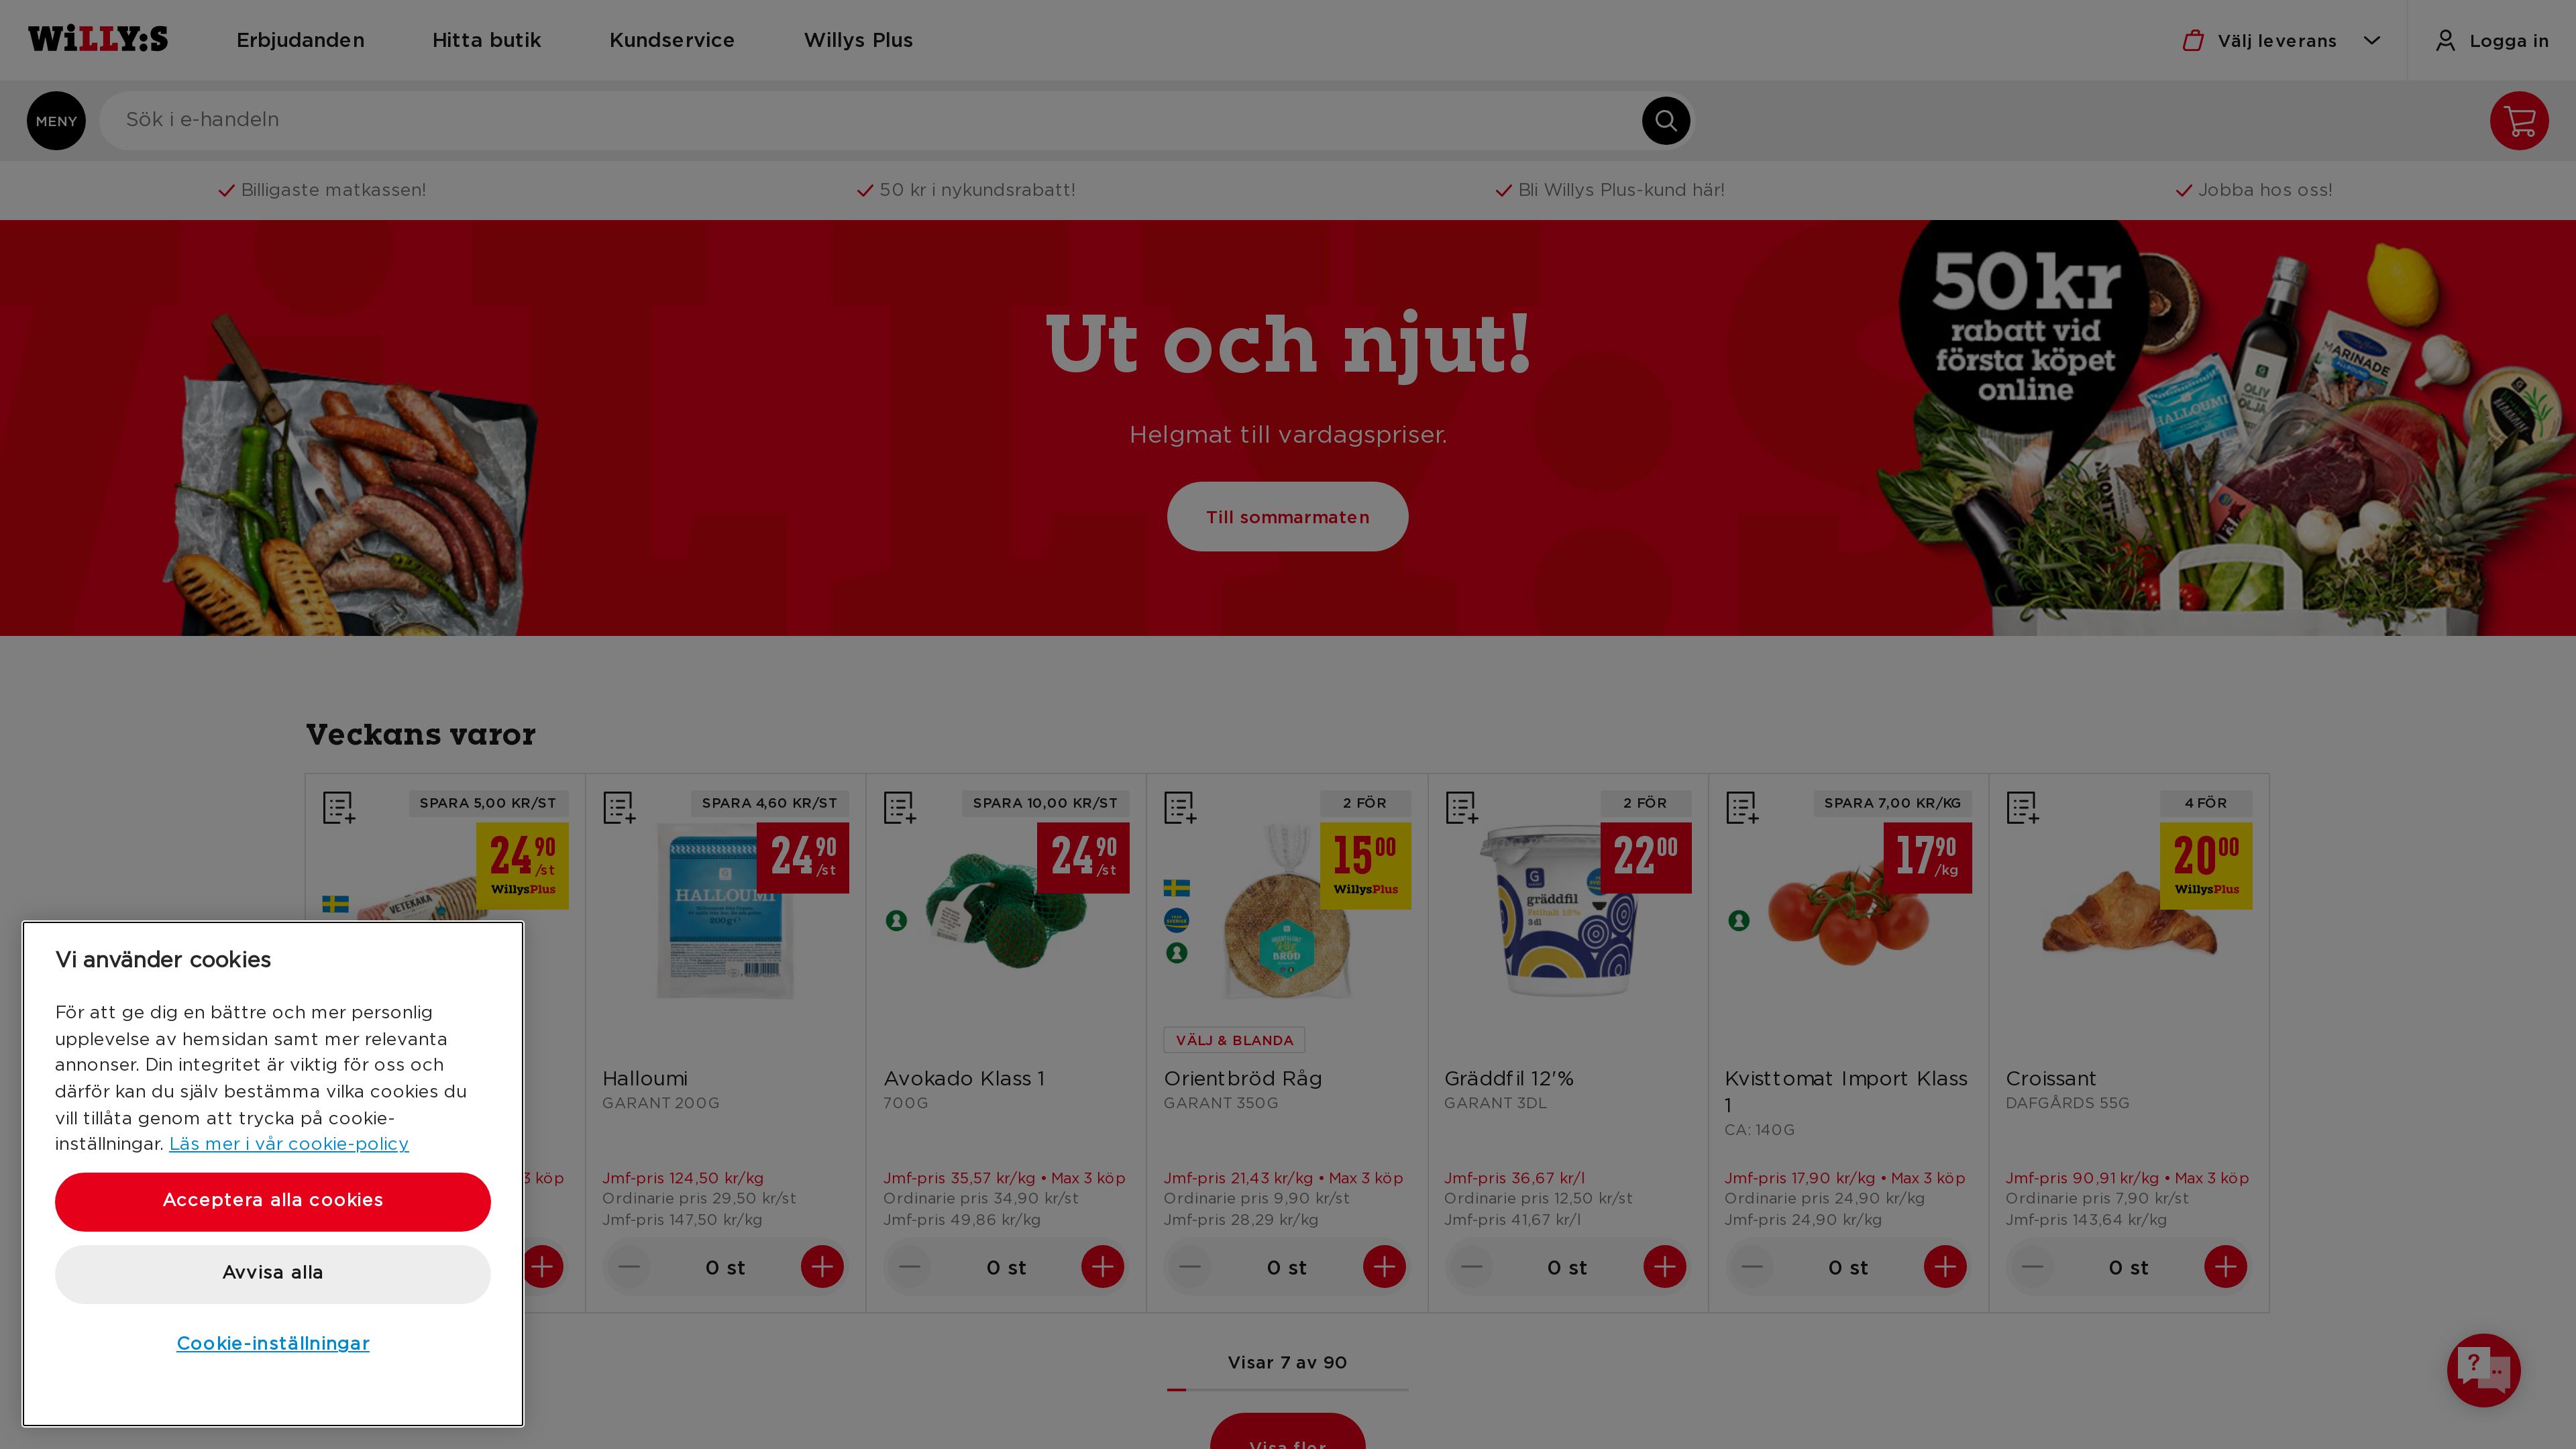 WiLLY:S
Erbjudanden
Hitta butik
Kundservice
Willys Plus
Välj leverans
Logga in
MENY
Sök i e-handeln
Billigaste matkassen!
50 kr i nykundsrabatt!
Bli Willys Plus-kund här!
Jobba hos oss!
Ut och njut!
Helgmat till vardagspriser.
Till sommarmaten
50 kr
rabatt vid
första köpet
online
MARINADE
HALLOUMI
OLIV
Veckans varor
SPARA 5,00 KR/ST
24 90
/st
WillysPlus
VETEKAKA
3 köp
SPARA 4,60 KR/ST
24 90
/st
HALLOUMI
200 g
Halloumi
GARANT 200G
Jmf-pris 124,50 kr/kg
Ordinarie pris 29,50 kr/st
Jmf-pris 147,50 kr/kg
0 st
SPARA 10,00 KR/ST
24 90
/st
Avokado Klass 1
700G
Jmf-pris 35,57 kr/kg • Max 3 köp
Ordinarie pris 34,90 kr/st
Jmf-pris 49,86 kr/kg
0 st
2 FÖR
15 00
WillysPlus
BRÖD
VÄLJ & BLANDA
Orientbröd Råg
GARANT 350G
Jmf-pris 21,43 kr/kg • Max 3 köp
Ordinarie pris 9,90 kr/st
Jmf-pris 28,29 kr/kg
0 st
2 FÖR
22 00
gräddfil
3 dl
Gräddfil 12'%
GARANT 3DL
Jmf-pris 36,67 kr/l
Ordinarie pris 12,50 kr/st
Jmf-pris 41,67 kr/l
0 st
SPARA 7,00 KR/KG
17 90
/kg
Kvisttomat Import Klass
1
CA: 140G
Jmf-pris 17,90 kr/kg • Max 3 köp
Ordinarie pris 24,90 kr/kg
Jmf-pris 24,90 kr/kg
0 st
4 FÖR
20 00
WillysPlus
Croissant
DAFGÅRDS 55G
Jmf-pris 90,91 kr/kg • Max 3 köp
Ordinarie pris 7,90 kr/st
Jmf-pris 143,64 kr/kg
0 st
Visar 7 av 90
Visa fler
Vi använder cookies
För att ge dig en bättre och mer personlig
upplevelse av hemsidan samt mer relevanta
annonser. Din integritet är viktig för oss och
därför kan du själv bestämma vilka cookies du
vill tillåta genom att trycka på cookie-
inställningar. Läs mer i vår cookie-policy
Acceptera alla cookies
Avvisa alla
Cookie-inställningar